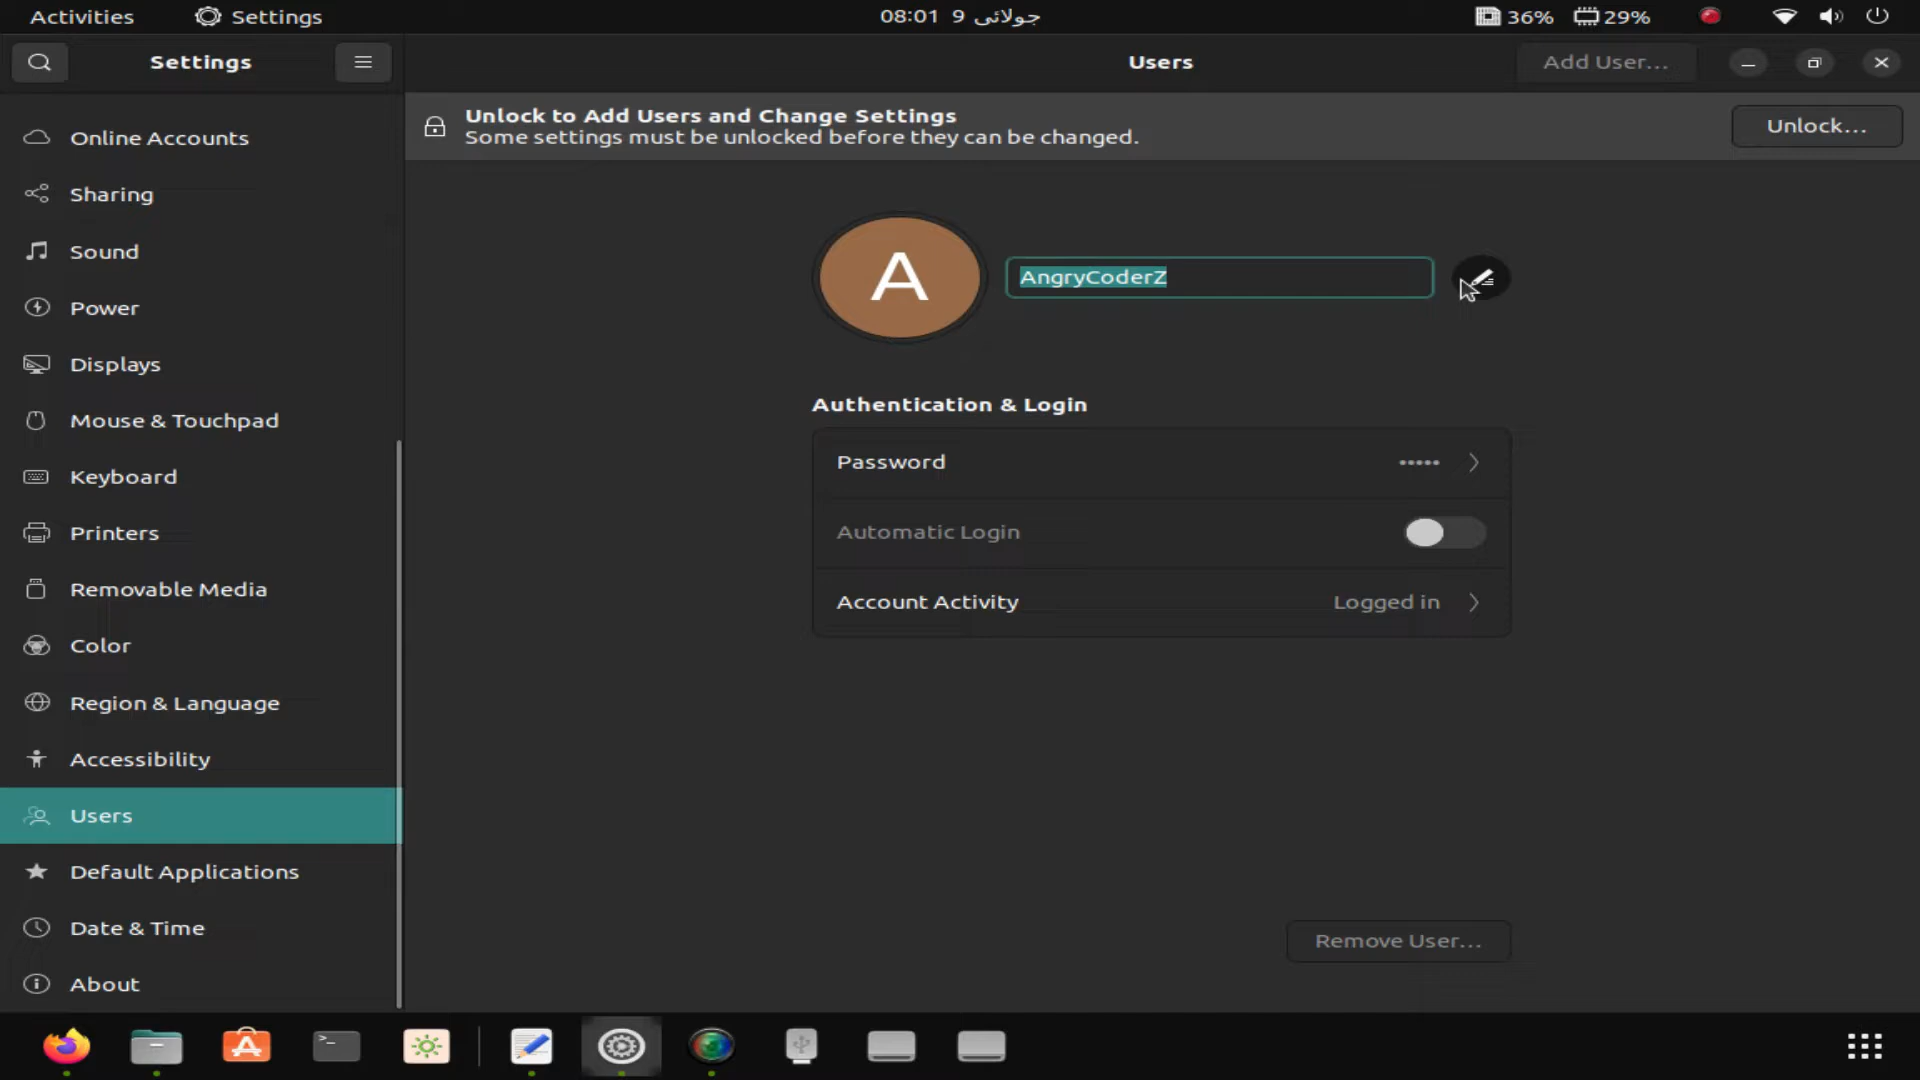 Activities
Settings
08:01 9 جولائی
36%
29%
Settings
Users
Add User...
Unlock to Add Users and Change Settings
Some settings must be unlocked before they can be changed.
Unlock...
Online Accounts
Sharing
Sound
Power
Displays
Mouse & Touchpad
Keyboard
Printers
Removable Media
Color
Region & Language
Accessibility
Users
Default Applications
Date & Time
About
A
AngryCoderZ
Authentication & Login
Password •••••
Automatic Login
Account Activity Logged in
Remove User...